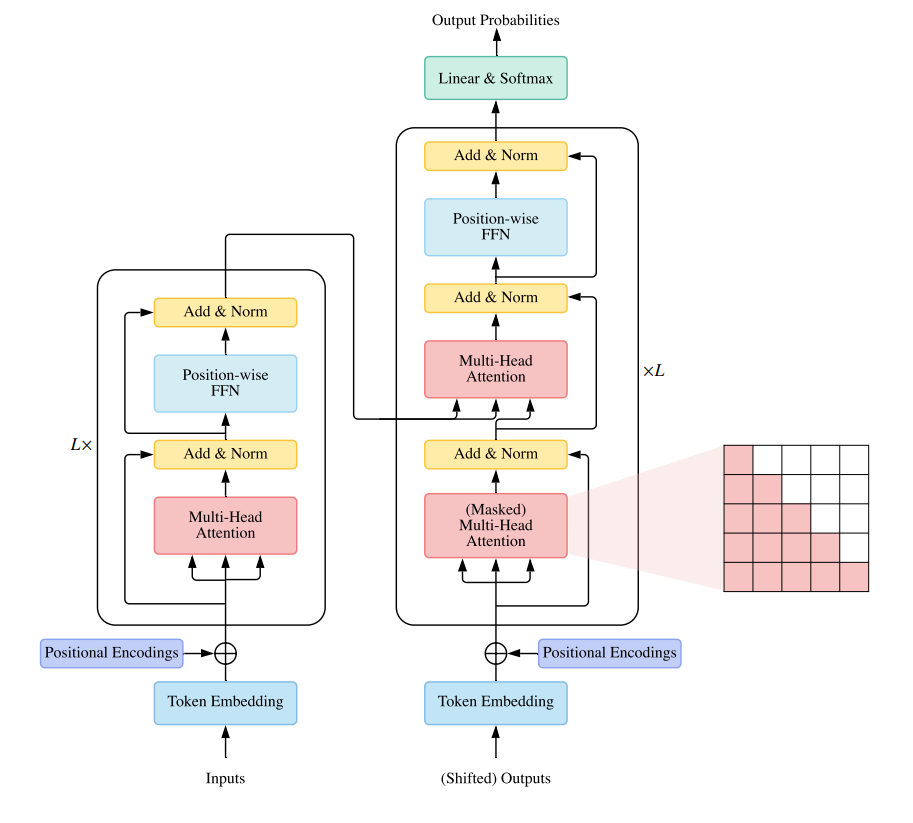 Output Probabilities
Linear & Softmax
Add & Norm
Position-wise
FFN
Add & Norm
Multi-Head
Attention
×L
Add & Norm
(Masked)
Multi-Head
Attention
Positional Encodings
Token Embedding
(Shifted) Outputs
Add & Norm
Position-wise
FFN
L×
Add & Norm
Multi-Head
Attention
Positional Encodings
Token Embedding
Inputs